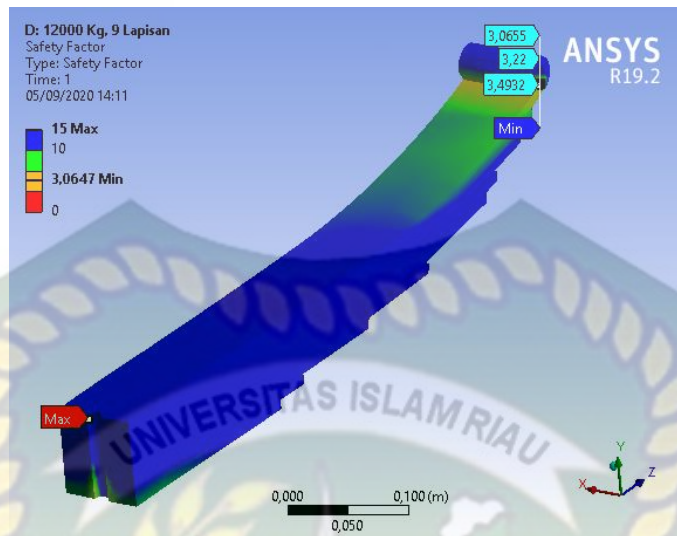 D: 12000 Kg, 9 Lapisan
Safety Factor
Type: Safety Factor
Time: 1
05/09/2020 14:11
15 Max
10
3,0647 Min
0
3,0655
3,22
3,4932
Min
ANSYS
R19.2
Max
UNIVERSITAS ISLAM RIAU
0,000
0,100 (m)
0,050
Y
Z
X